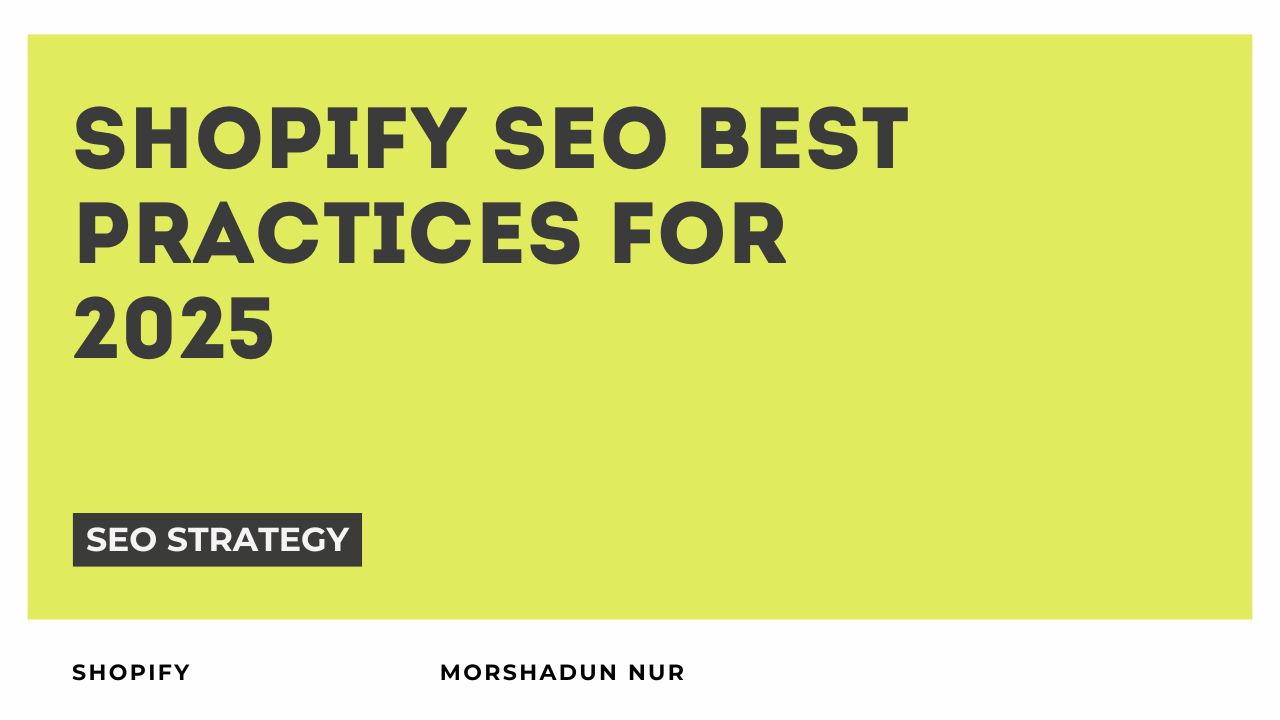 SHOPIFY SEO BEST
PRACTICES FOR
2025
SEO STRATEGY
SHOPIFY
MORSHADUN NUR